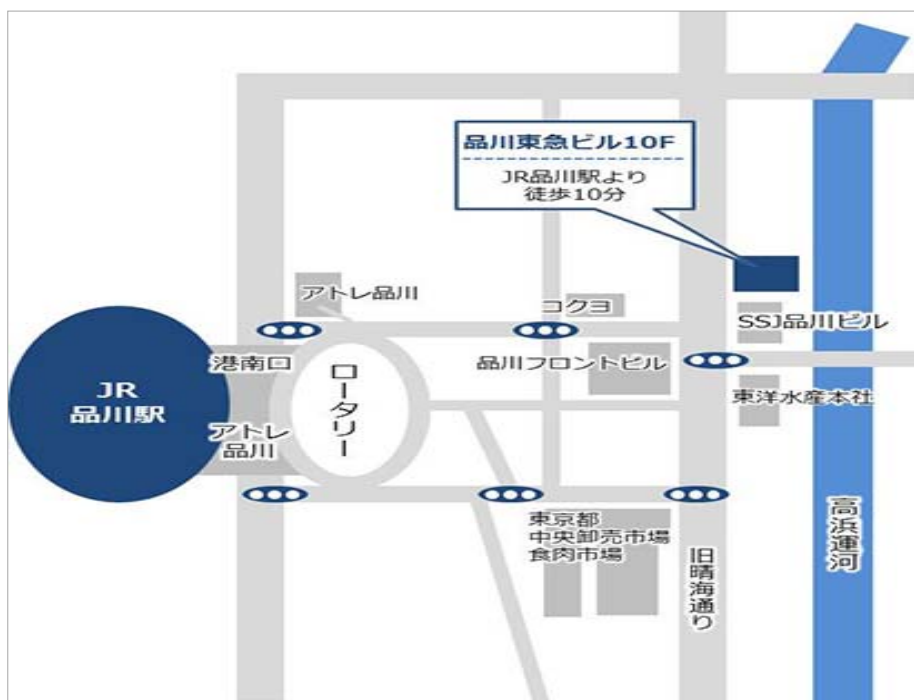 品川東急ビル10F
JR品川駅より
徒歩10分
アトレ品川
コクヨ
SSJ品川ビル
港南口
品川フロントビル
JR
品川駅
ロータリー
東洋水産本社
アトレ
品川
東京都
中央卸売市場
食肉市場
旧晴海通り
高浜運河